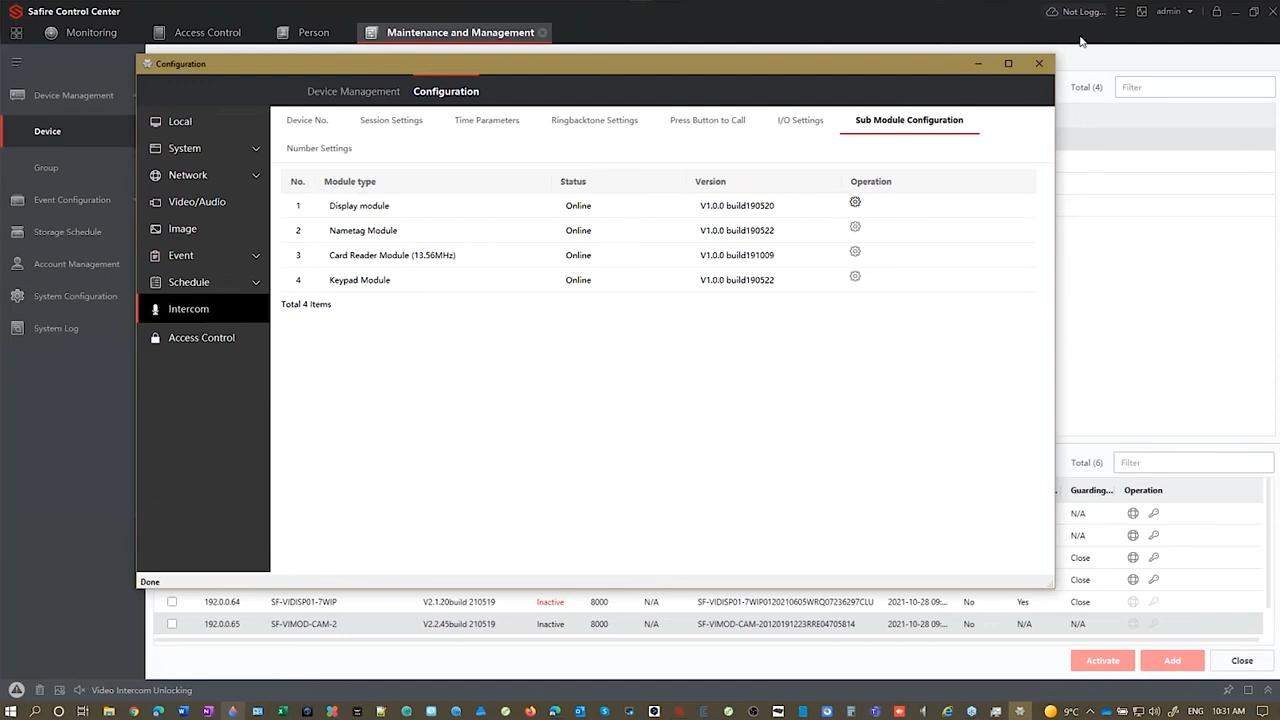 Safire Control Center
Not Logg...
admin
Monitoring
Access Control
Person
Maintenance and Management
Configuration
Device Management
Configuration
Device Management
Device
Group
Event Configuration
Storage Schedule
Account Management
System Configuration
System Log
Local
System
Network
Video/Audio
Image
Event
Schedule
Intercom
Access Control
Device No.
Session Settings
Time Parameters
Ringbacktone Settings
Press Button to Call
I/O Settings
Sub Module Configuration
Number Settings
No. Module type Status Version Operation
1 Display module Online V1.0.0 build190520
2 Nametag Module Online V1.0.0 build190522
3 Card Reader Module (13.56MHz) Online V1.0.0 build191009
4 Keypad Module Online V1.0.0 build190522
Total 4 Items
Done
Total (4)
Filter
Total (6)
Filter
Guarding... Operation
N/A
N/A
Close
Close
192.0.0.64 SF-VIDISP01-7WIP V2.1.20build 210519 Inactive 8000 N/A SF-VIDISP01-7WIP0120210605WRQ07236297CLU 2021-10-28 09:... No Yes Close
192.0.0.65 SF-VIMOD-CAM-2 V2.2.45build 210519 Inactive 8000 N/A SF-VIMOD-CAM-20120191223RRE04705814 2021-10-28 09:... No N/A N/A
Activate
Add
Close
Video Intercom Unlocking
9°C
ENG
10:31 AM